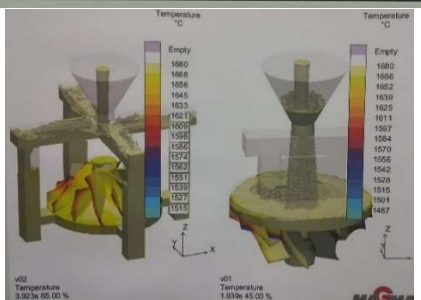 Temperature
°C
Empty
1680
1668
1656
1645
1633
1621
1609
1598
1586
1574
1562
1551
1539
1527
1515
Z
Y
X
v02
Temperature
3.923s 65.00 %
Temperature
°C
Empty
1680
1666
1652
1639
1625
1611
1597
1584
1570
1556
1542
1528
1515
1501
1487
Z
Y
v01
Temperature
1.939s 45.00 %